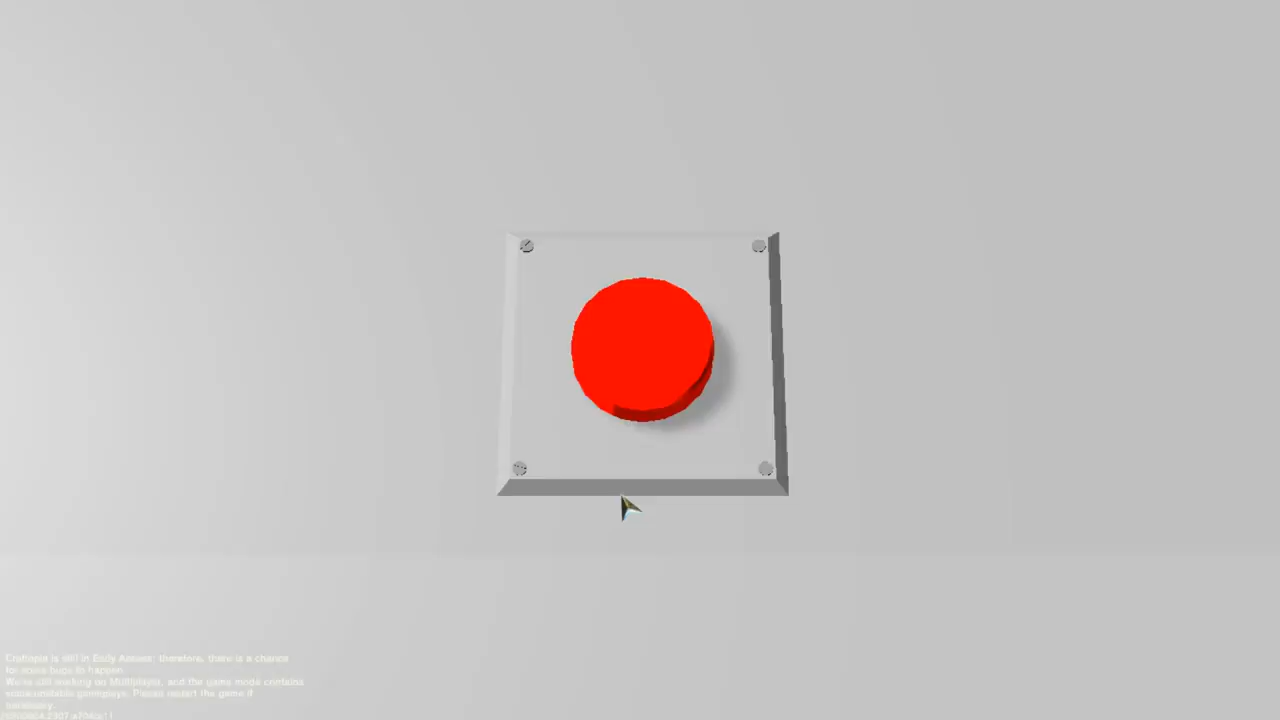 Craftopia is still in Early Access; therefore, there is a chance
for some bugs to happen.
We're still working on Multiplayer, and the game mode contains
some unstable gameplays. Please restart the game if
necessary.